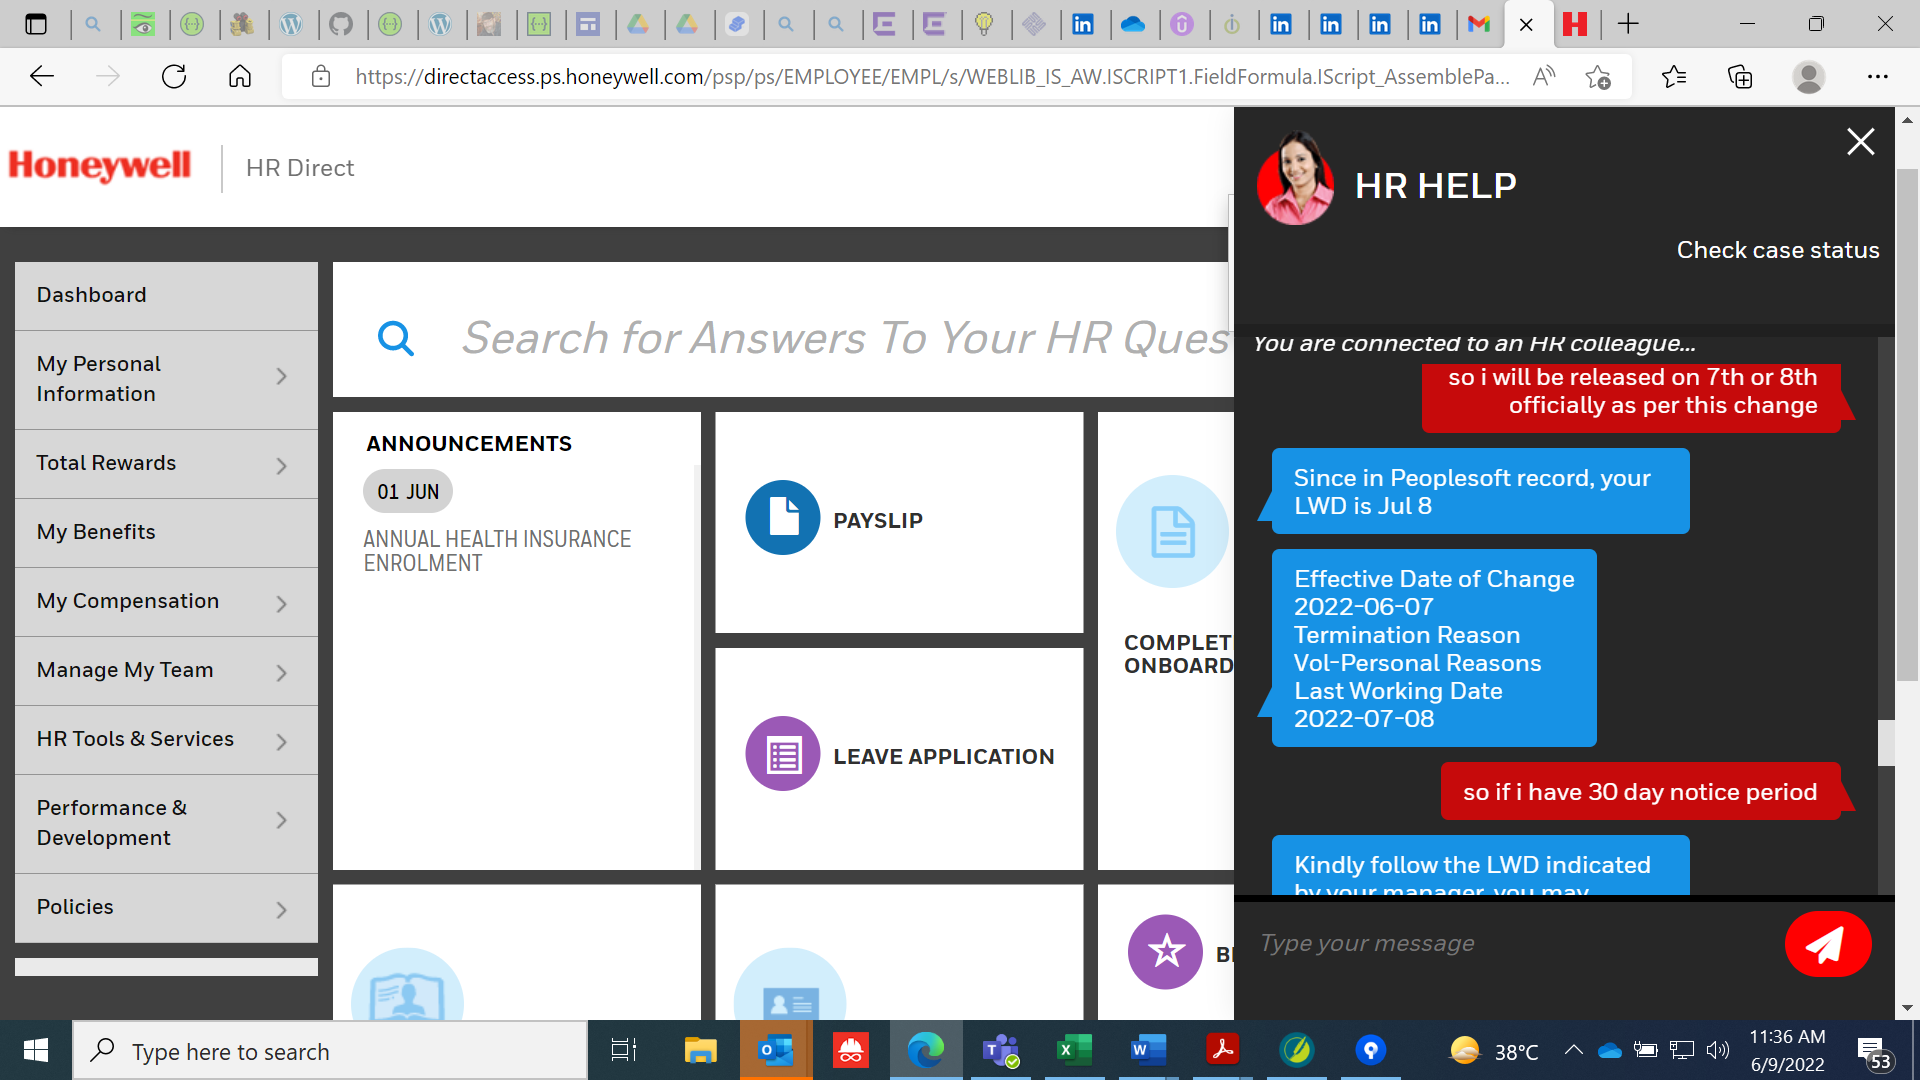 https://directaccess.ps.honeywell.com/psp/ps/EMPLOYEE/EMPL/s/WEBLIB_IS_AW.ISCRIPT1.FieldFormula.IScript_AssemblePa...
Honeywell
HR Direct
Dashboard
My Personal
Information
Total Rewards
My Benefits
My Compensation
Manage My Team
HR Tools & Services
Performance &
Development
Policies
Search for Answers To Your HR Ques
ANNOUNCEMENTS
01 JUN
ANNUAL HEALTH INSURANCE
ENROLMENT
PAYSLIP
LEAVE APPLICATION
COMPLET
ONBOARD
HR HELP
Check case status
You are connected to an HR colleague...
so i will be released on 7th or 8th
officially as per this change
Since in Peoplesoft record, your
LWD is Jul 8
Effective Date of Change
2022-06-07
Termination Reason
Vol-Personal Reasons
Last Working Date
2022-07-08
so if i have 30 day notice period
Kindly follow the LWD indicated
by your manager, you may
Type your message
Type here to search
38°C
11:36 AM
6/9/2022
53